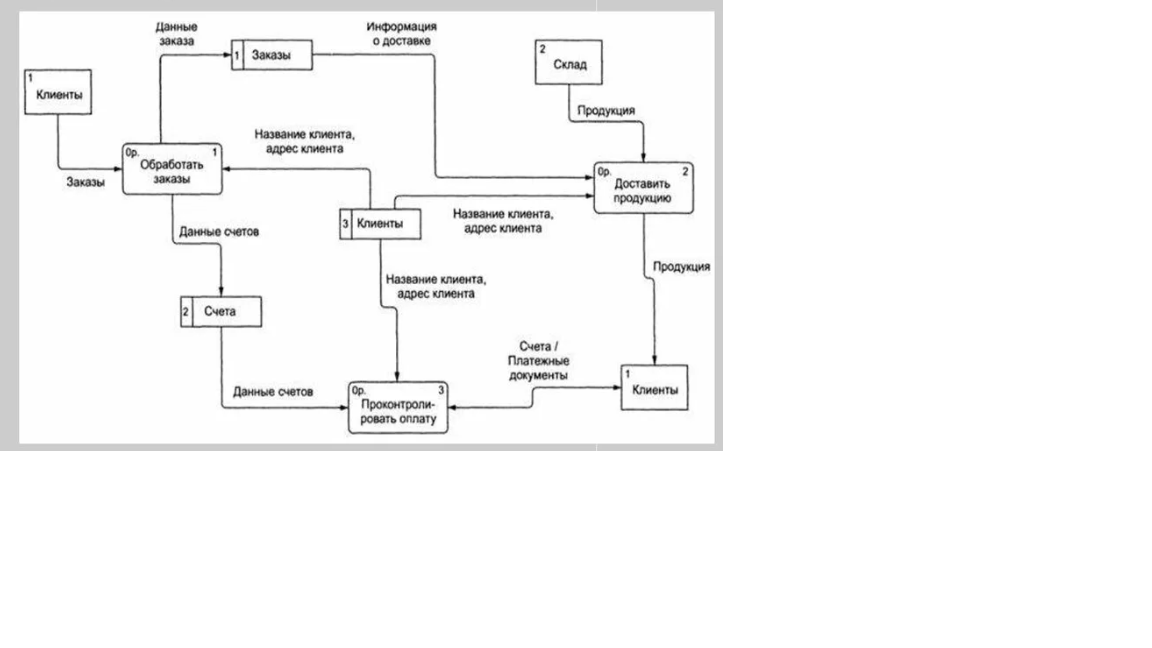 Данные
заказа
1 Заказы
Информация
о доставке
2
Склад
1
Клиенты
Продукция
Название клиента,
адрес клиента
0р. 1
Обработать
заказы
Заказы
0р. 2
Доставить
продукцию
3 Клиенты
Название клиента,
адрес клиента
Данные счетов
Продукция
Название клиента,
адрес клиента
2 Счета
Счета /
Платежные
документы
1
Клиенты
Данные счетов
0р. 3
Проконтроли-
ровать оплату